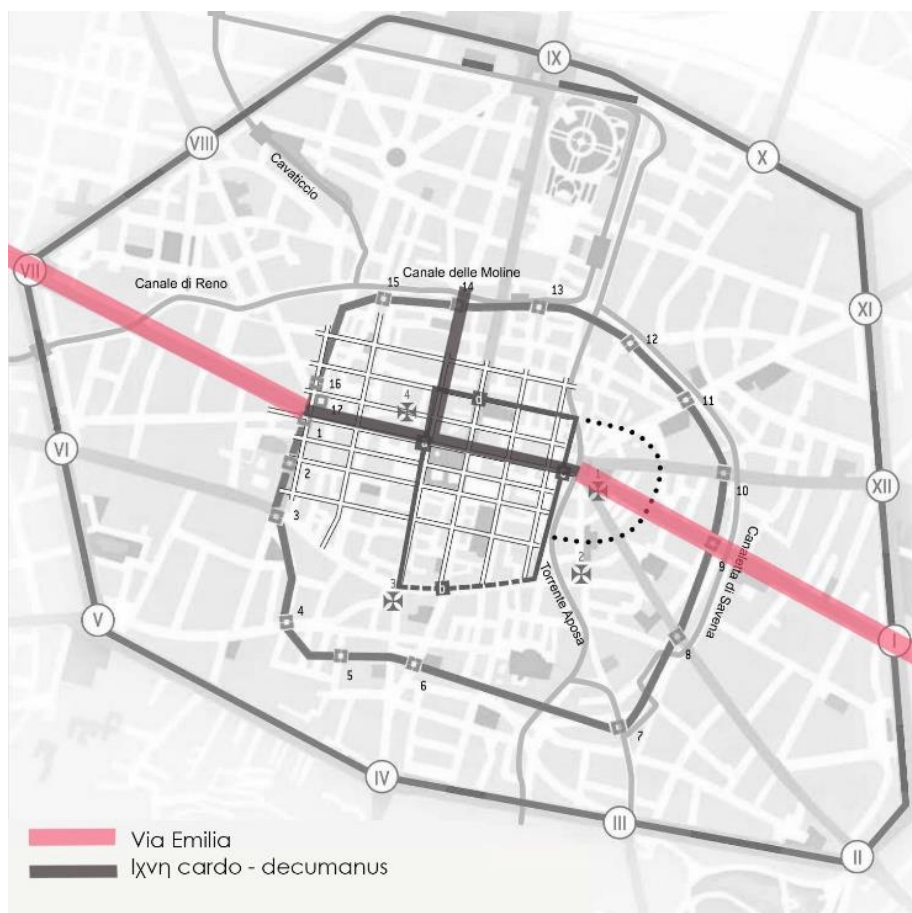 IX
VIII
X
Cavaticcio
VII
Canale delle Moline
Canale di Reno
15
14
13
XI
12
16
11
4
17
a
1
VI
2
1
10
XII
3
9
Canaletta di Savena
Torrente Aposa
2
3
b
V
4
8
I
5
6
7
IV
III
II
Via Emilia
Ιχνη cardo - decumanus